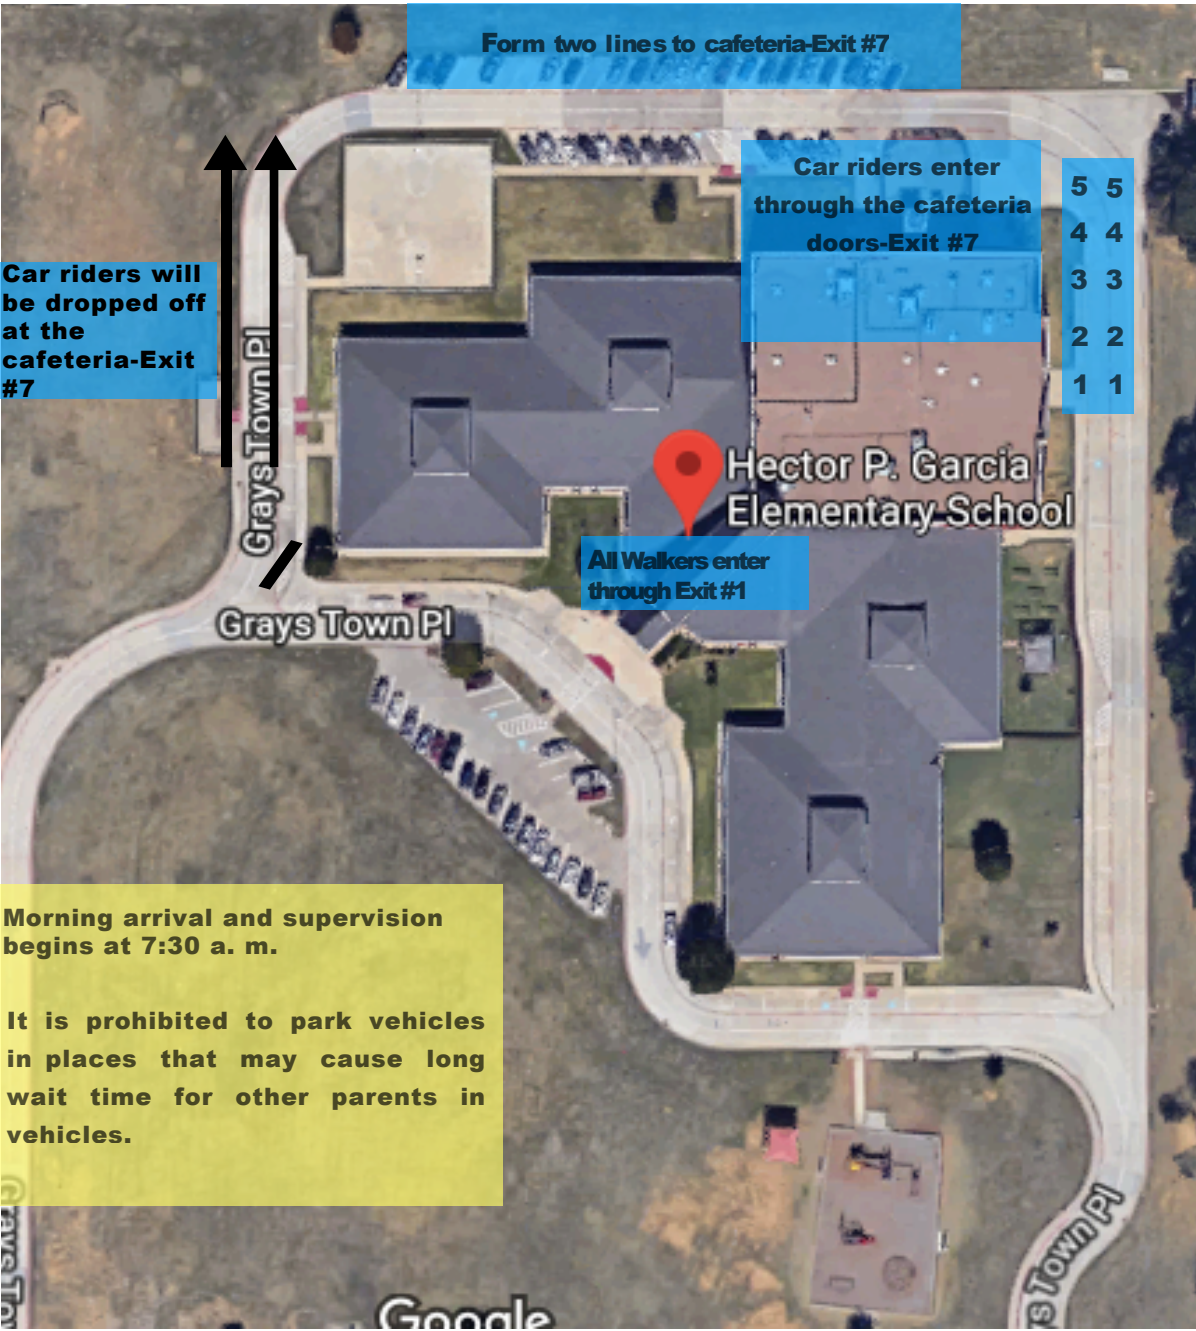 Form two lines to cafeteria-Exit #7
Car riders enter
through the cafeteria
doors-Exit #7
5 5
4 4
3 3
2 2
1 1
Car riders will
be dropped off
at the
cafeteria-Exit
#7
Grays Town Pl
Hector P. Garcia
Elementary School
All Walkers enter
through Exit #1
Grays Town Pl
Morning arrival and supervision
begins at 7:30 a. m.
It is prohibited to park vehicles
in places that may cause long
wait time for other parents in
vehicles.
Grays To
ys Town Pl
Google